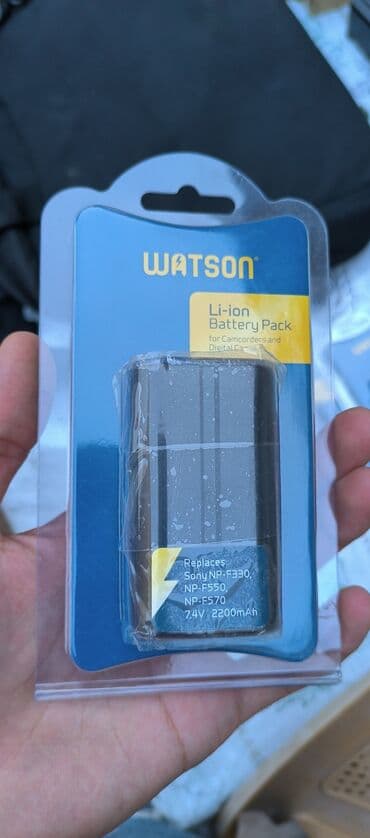 WATSON
Li-ion
Battery Pack
for Camcorders and
Digital
Replaces
Sony NP-F330,
NP-F550,
NP-F570
7.4V 2200mAh